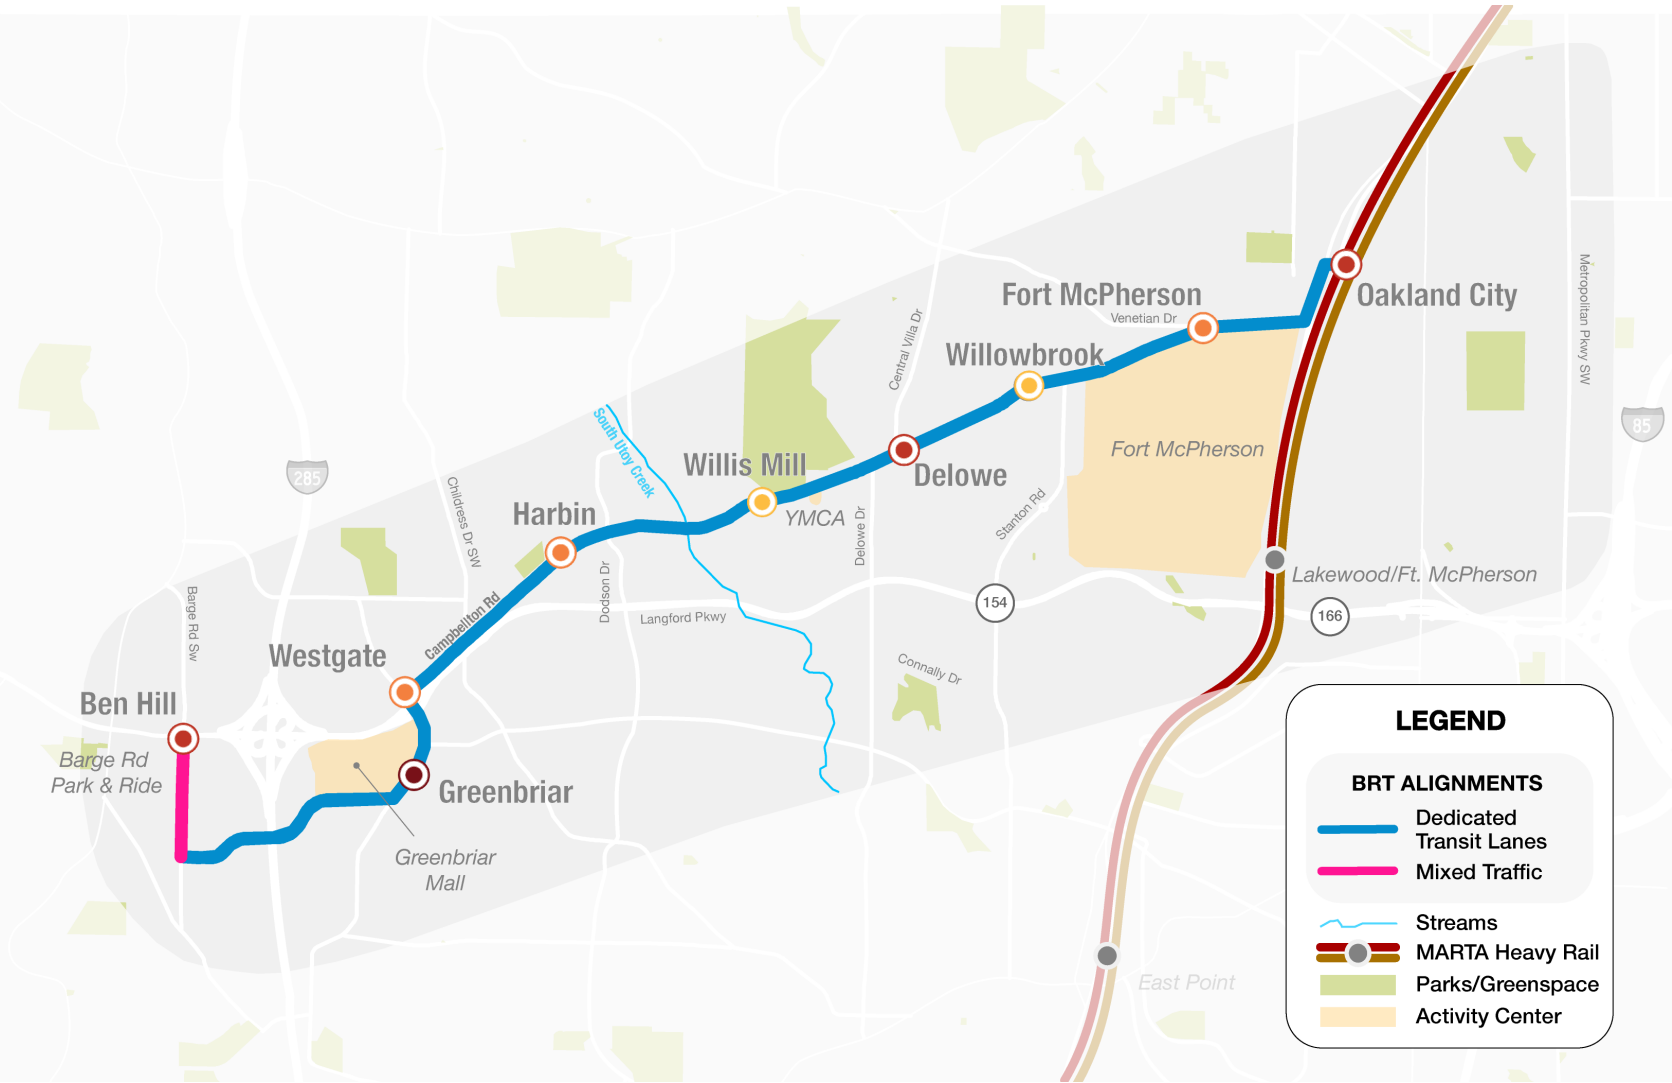 Oakland City
Fort McPherson
Venetian Dr
Metropolitan Pkwy SW
Willowbrook
Central Villa Dr
85
Fort McPherson
South Utoy Creek
Willis Mill
Delowe
285
Childress Dr SW
Harbin
YMCA
Stanton Rd
Delowe Dr
Lakewood/Ft. McPherson
Dodson Dr
154
166
Langford Pkwy
Barge Rd Sw
Campbellton Rd
Westgate
Connally Dr
Ben Hill
Barge Rd
Park & Ride
Greenbriar
Greenbriar
Mall
East Point
LEGEND
BRT ALIGNMENTS
Dedicated
Transit Lanes
Mixed Traffic
Streams
MARTA Heavy Rail
Parks/Greenspace
Activity Center